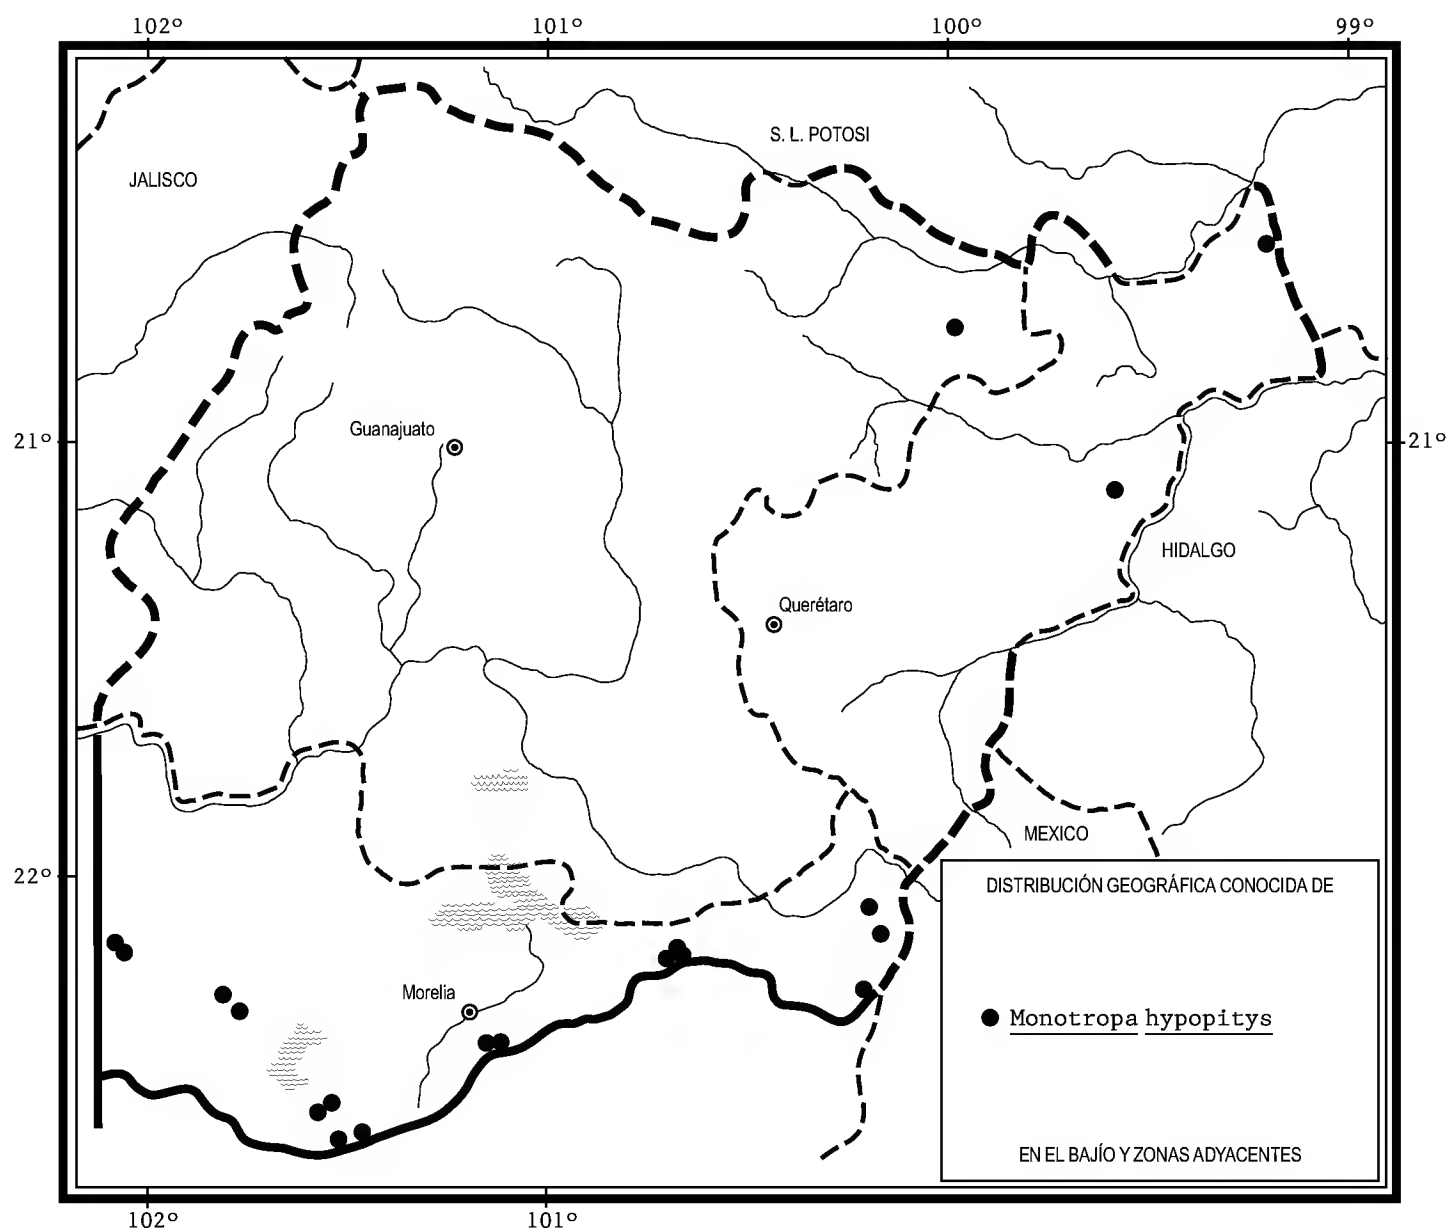 102º 101º 100º 99º
S. L. POTOSI
JALISCO
Guanajuato
21º 21º
HIDALGO
Querétaro
MEXICO
22º
DISTRIBUCIÓN GEOGRÁFICA CONOCIDA DE
Morelia
Monotropa hypopitys
EN EL BAJÍO Y ZONAS ADYACENTES
102º 101º